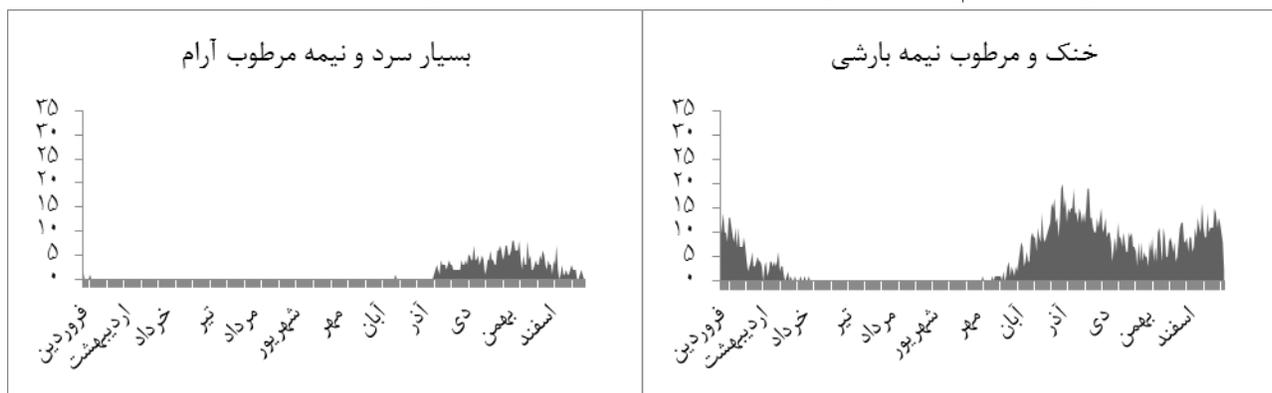 خنک و مرطوب نیمه بارشی
۳۵
۳۰
۲۵
۲۰
۱۵
۱۰
۵
۰
فروردین
اردیبهشت
خرداد
تیر
مرداد
شهریور
مهر
آبان
آذر
دی
بهمن
اسفند
بسیار سرد و نیمه مرطوب آرام
۳۵
۳۰
۲۵
۲۰
۱۵
۱۰
۵
۰
فروردین
اردیبهشت
خرداد
تیر
مرداد
شهریور
مهر
آبان
آذر
دی
بهمن
اسفند